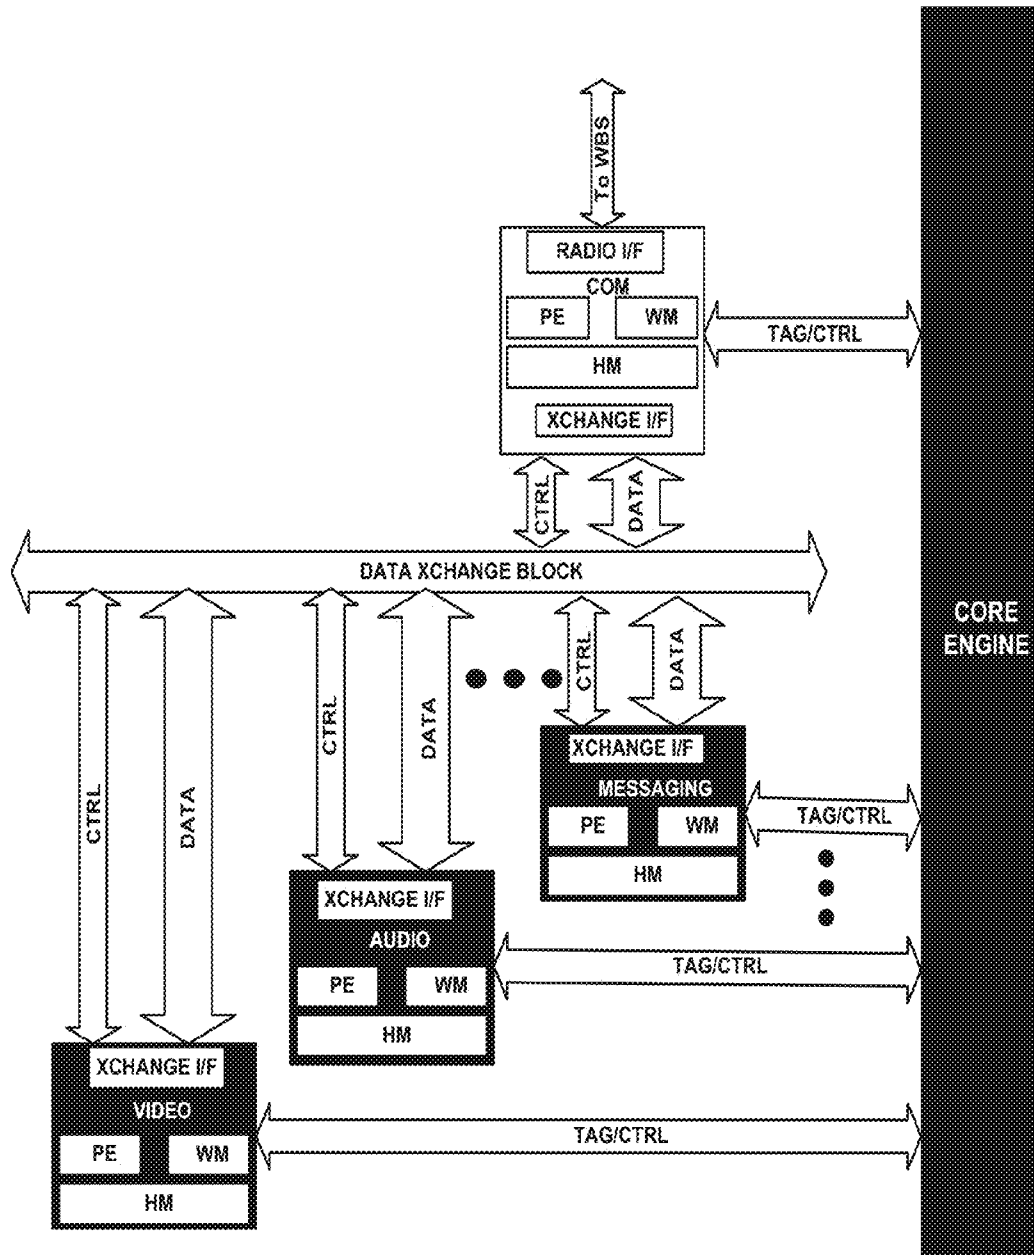 To WBS
RADIO I/F
COM
PE
WM
HM
XCHANGE I/F
TAG/CTRL
CTRL
DATA
DATA XCHANGE BLOCK
CORE
ENGINE
CTRL
DATA
CTRL
DATA
CTRL
DATA
XCHANGE I/F
MESSAGING
PE
WM
HM
TAG/CTRL
XCHANGE I/F
AUDIO
PE
WM
HM
TAG/CTRL
XCHANGE I/F
VIDEO
PE
WM
HM
TAG/CTRL